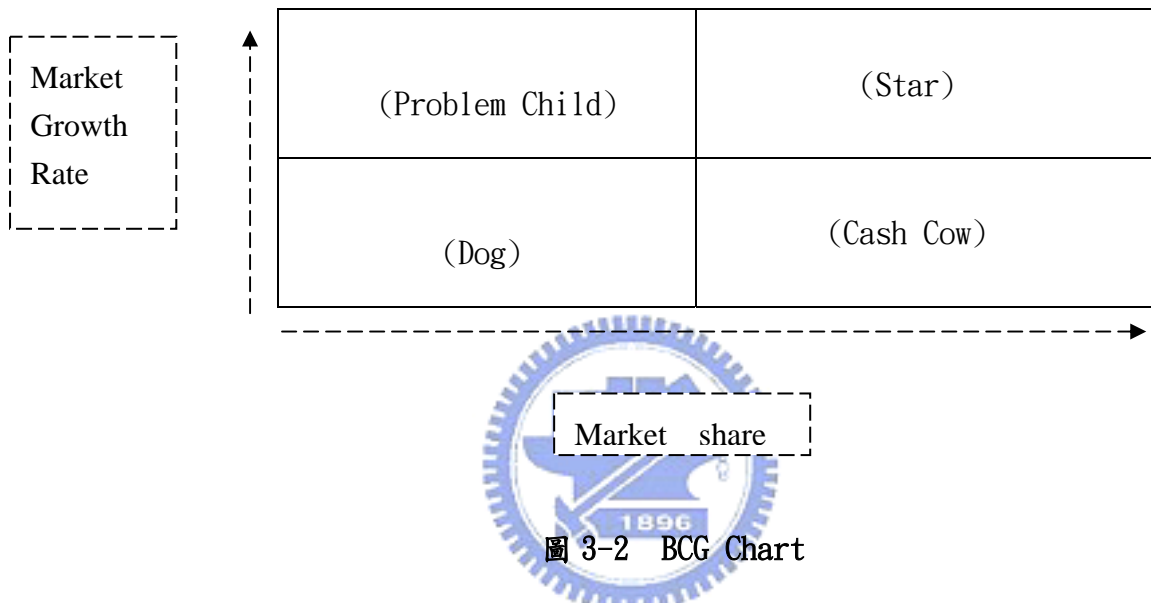 Market
Growth
Rate
(Problem Child)
(Star)
(Dog)
(Cash Cow)
Market share
1896
圖 3-2 BCG Chart